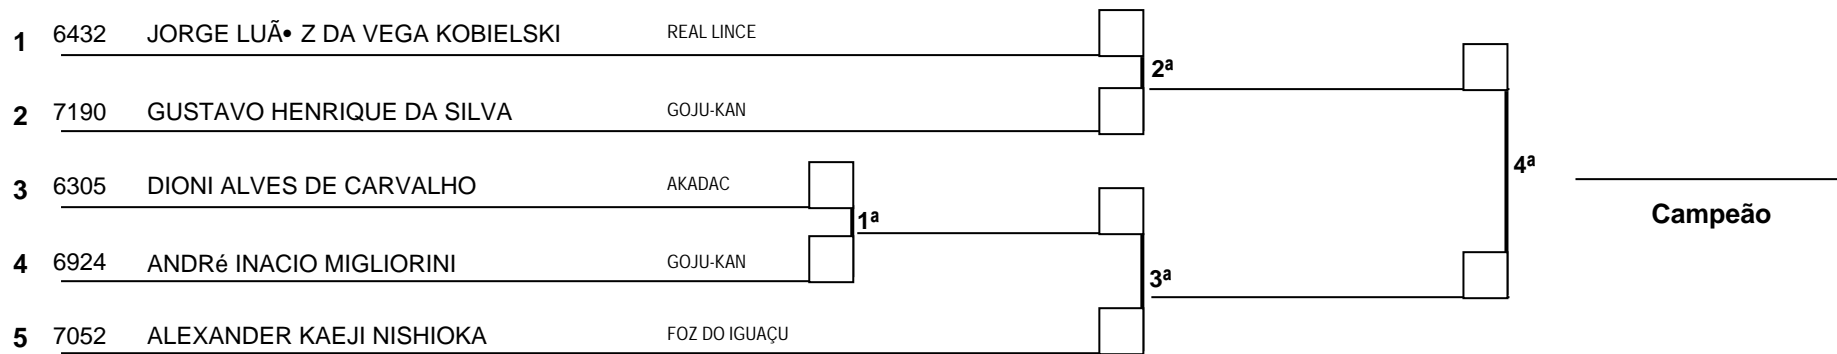 1 6432 JORGE LUÃ• Z DA VEGA KOBIELSKI REAL LINCE
2ª
2 7190 GUSTAVO HENRIQUE DA SILVA GOJU-KAN
4ª
3 6305 DIONI ALVES DE CARVALHO AKADAC
1ª
Campeão
4 6924 ANDRé INACIO MIGLIORINI GOJU-KAN
3ª
5 7052 ALEXANDER KAEJI NISHIOKA FOZ DO IGUAÇU